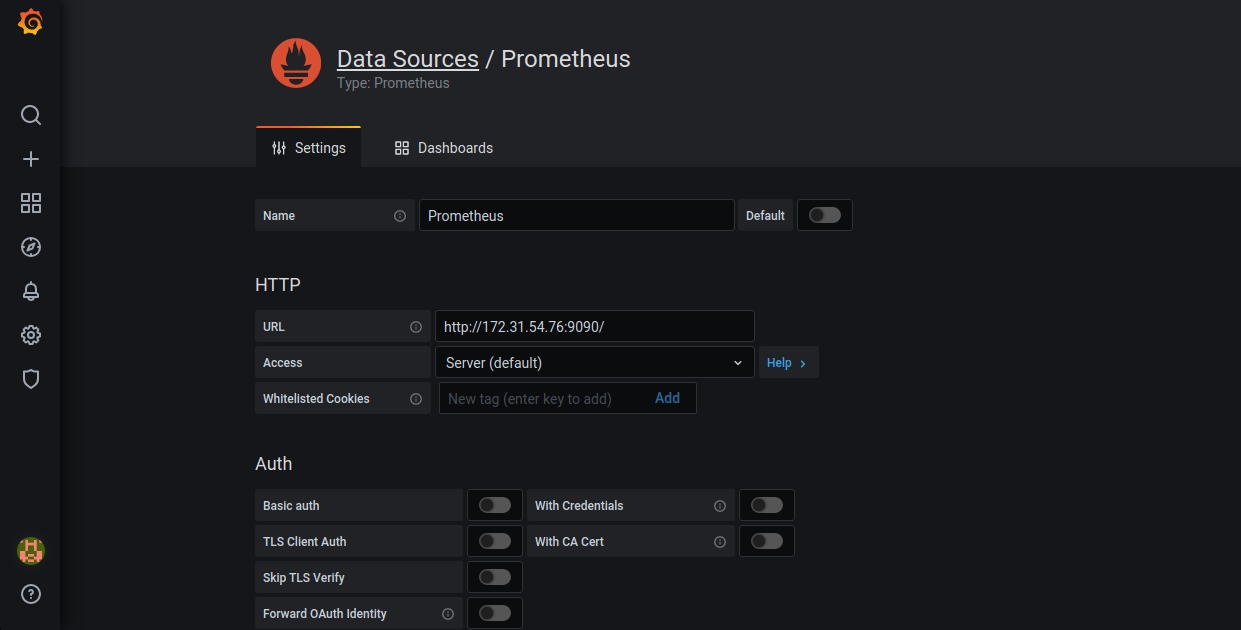 Data Sources / Prometheus
Type: Prometheus
Settings
Dashboards
Name
Prometheus
Default
HTTP
URL
http://172.31.54.76:9090/
Access
Server (default)
Help
Whitelisted Cookies
New tag (enter key to add)
Add
Auth
Basic auth
With Credentials
TLS Client Auth
With CA Cert
Skip TLS Verify
Forward OAuth Identity